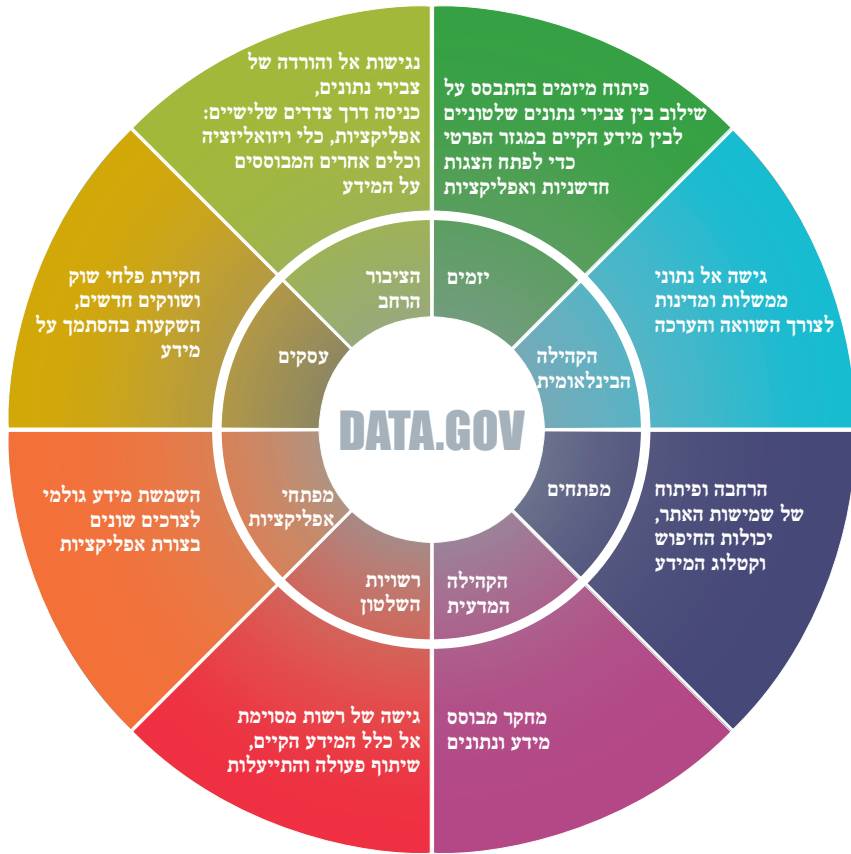 נגישות אל והורדה של
צבירי נתונים,
כניסה דרך צדדים שלישיים:
אפליקציות, כלי ויזואליזציה
וכלים אחרים המבוססים
על המידע
הציבור
הרחב
פיתוח מיזמים בהתבסס על
שילוב בין צבירי נתונים שלטוניים
לבין מידע הקיים במגזר הפרטי
כדי לפתח הצגות
חדשניות ואפליקציות
יזמים
גישה אל נתוני
ממשלות ומדינות
לצורך השוואה והערכה
הקהילה
הבינלאומית
הרחבה ופיתוח
של שמישות האתר,
יכולות החיפוש
וקטלוג המידע
מפתחים
מחקר מבוסס
מידע ונתונים
הקהילה
המדעית
גישה של רשות מסוימת
אל כלל המידע הקיים,
שיתוף פעולה והתייעלות
רשויות
השלטון
השמשת מידע גולמי
לצרכים שונים
בצורת אפליקציות
מפתחי
אפליקציות
חקירת פלחי שוק
ושווקים חדשים,
השקעות בהסתמך על
מידע
עסקים
DATA.GOV